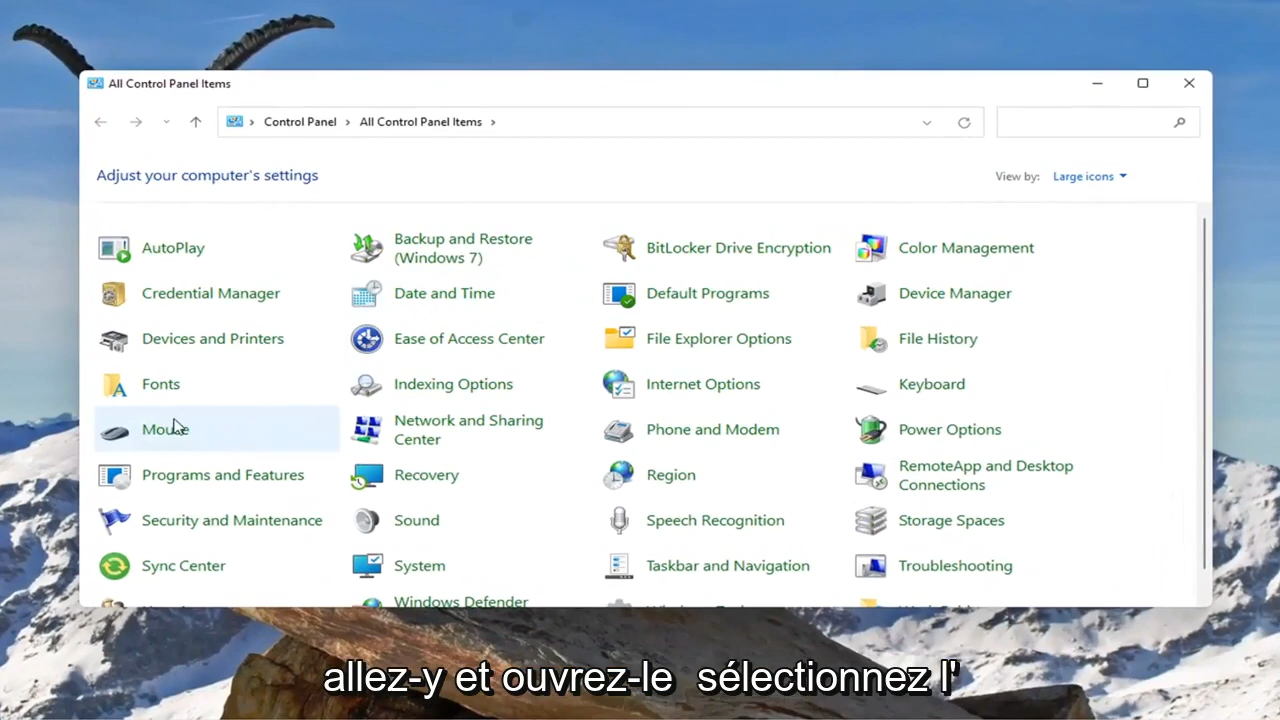 All Control Panel Items
Control Panel > All Control Panel Items >
Adjust your computer's settings
View by: Large icons
AutoPlay
Backup and Restore
(Windows 7)
BitLocker Drive Encryption
Color Management
Credential Manager
Date and Time
Default Programs
Device Manager
Devices and Printers
Ease of Access Center
File Explorer Options
File History
Fonts
Indexing Options
Internet Options
Keyboard
Mouse
Network and Sharing
Center
Phone and Modem
Power Options
Programs and Features
Recovery
Region
RemoteApp and Desktop
Connections
Security and Maintenance
Sound
Speech Recognition
Storage Spaces
Sync Center
System
Taskbar and Navigation
Troubleshooting
Windows Defender
allez-y et ouvrez-le sélectionnez l'